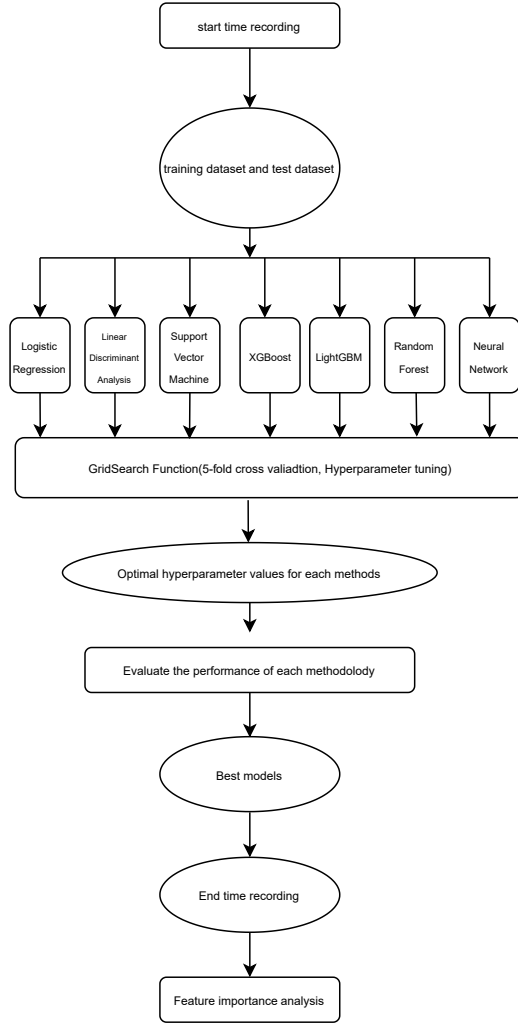 start time recording
training dataset and test dataset
Logistic
Regression
Linear
Discriminant
Analysis
Support
Vector
Machine
XGBoost
LightGBM
Random
Forest
Neural
Network
GridSearch Function(5-fold cross valiadtion, Hyperparameter tuning)
Optimal hyperparameter values for each methods
Evaluate the performance of each methodolody
Best models
End time recording
Feature importance analysis